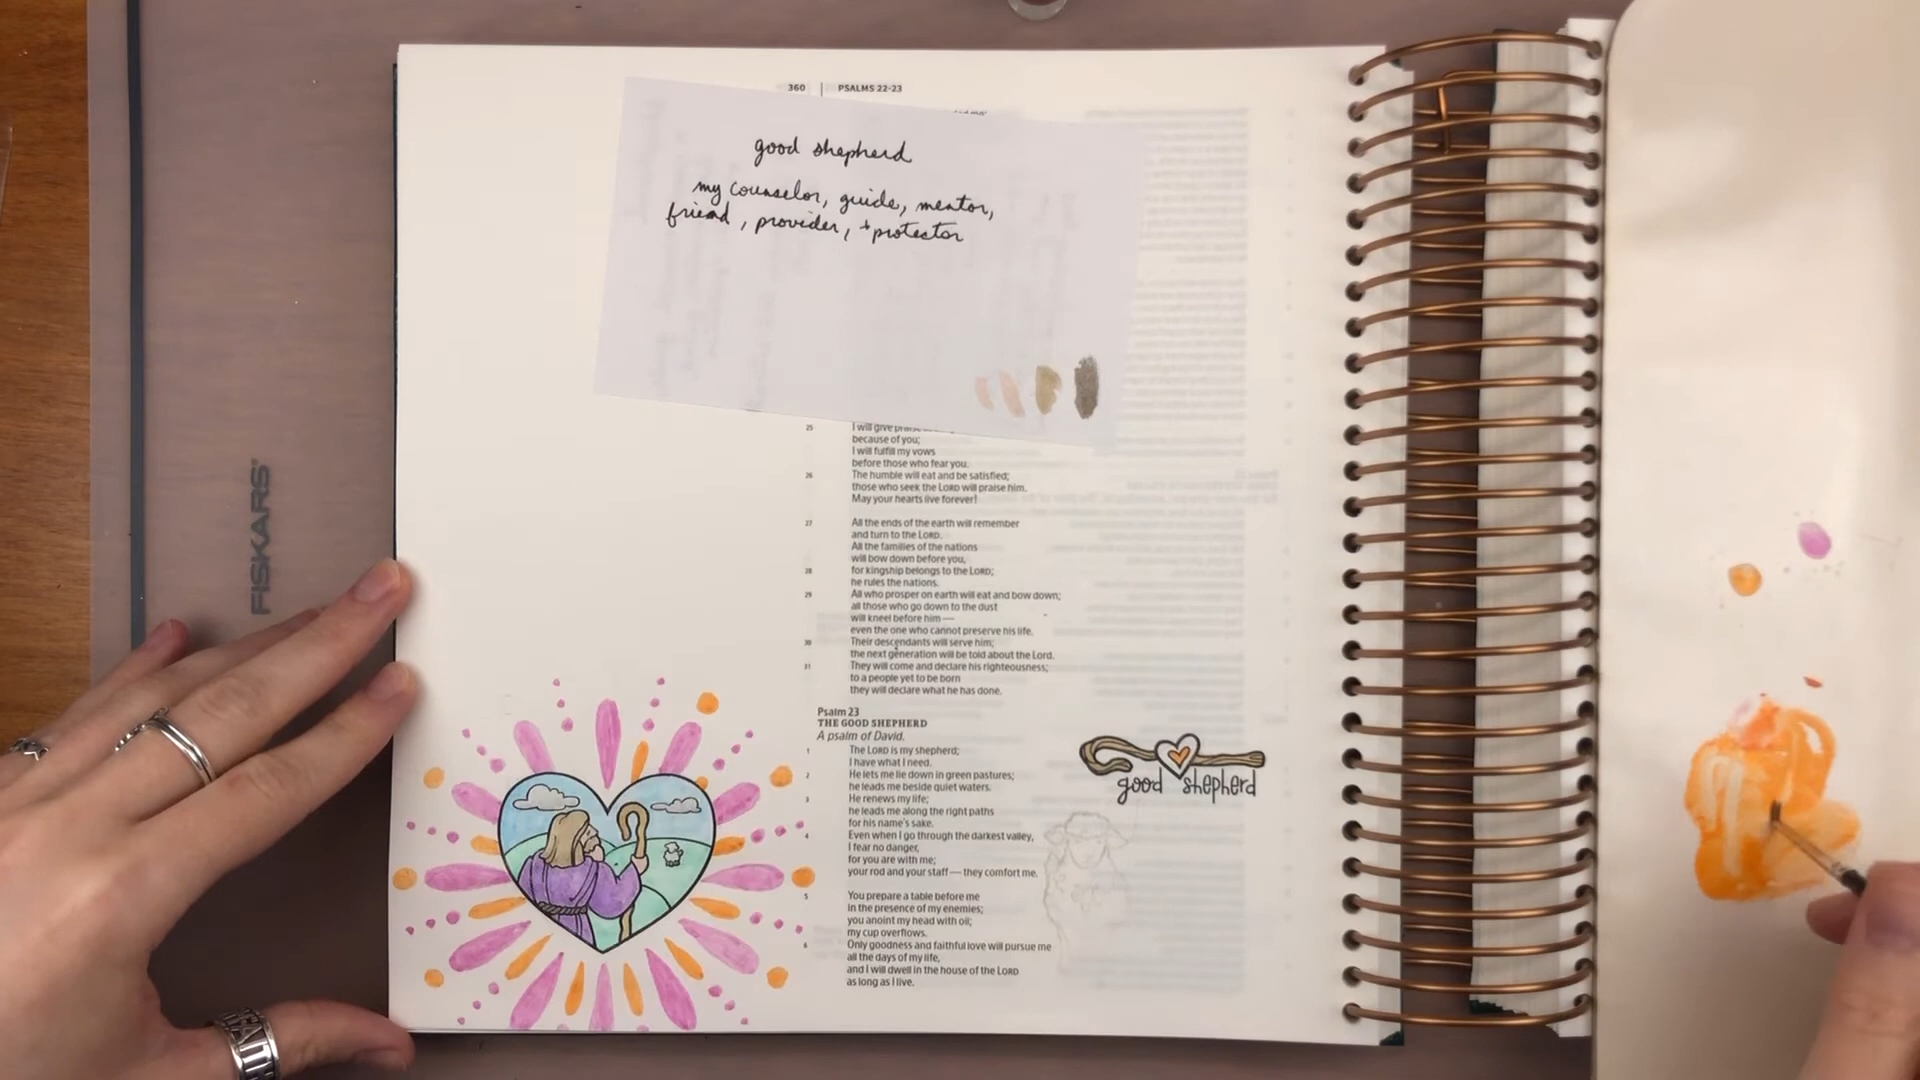 360 | PSALMS 22-23
good shepherd
my counselor, guide, mentor,
friend, provider, + protector
25 I will give praise
because of you;
I will fulfill my vows
before those who fear you.
26 The humble will eat and be satisfied;
those who seek the LORD will praise him.
May your hearts live forever!
27 All the ends of the earth will remember
and turn to the LORD.
All the families of the nations
will bow down before you,
28 for kingship belongs to the LORD;
he rules the nations.
29 All who prosper on earth will eat and bow down;
all those who go down to the dust
will kneel before him —
even the one who cannot preserve his life.
30 Their descendants will serve him;
the next generation will be told about the Lord.
31 They will come and declare his righteousness;
to a people yet to be born
they will declare what he has done.
Psalm 23
THE GOOD SHEPHERD
A psalm of David.
1 The LORD is my shepherd;
I have what I need.
2 He lets me lie down in green pastures;
he leads me beside quiet waters.
3 He renews my life;
he leads me along the right paths
for his name's sake.
4 Even when I go through the darkest valley,
I fear no danger,
for you are with me;
your rod and your staff — they comfort me.
5 You prepare a table before me
in the presence of my enemies;
you anoint my head with oil;
my cup overflows.
6 Only goodness and faithful love will pursue me
all the days of my life,
and I will dwell in the house of the LORD
as long as I live.
good shepherd
FISKARS